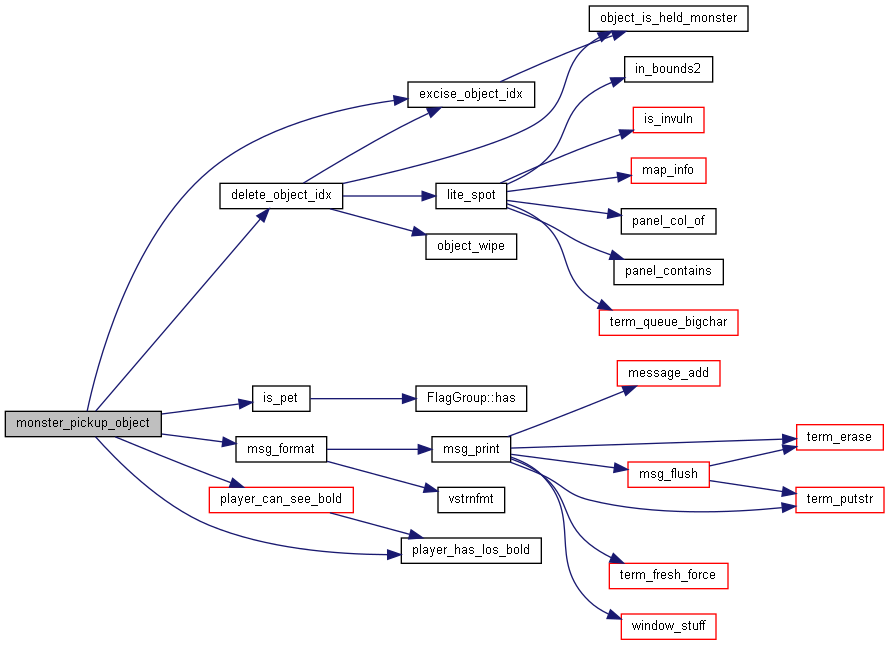 object_is_held_monster
in_bounds2
excise_object_idx
is_invuln
map_info
delete_object_idx
lite_spot
panel_col_of
object_wipe
panel_contains
term_queue_bigchar
message_add
is_pet
FlagGroup::has
monster_pickup_object
term_erase
msg_format
msg_print
msg_flush
player_can_see_bold
vstrnfmt
term_putstr
player_has_los_bold
term_fresh_force
window_stuff